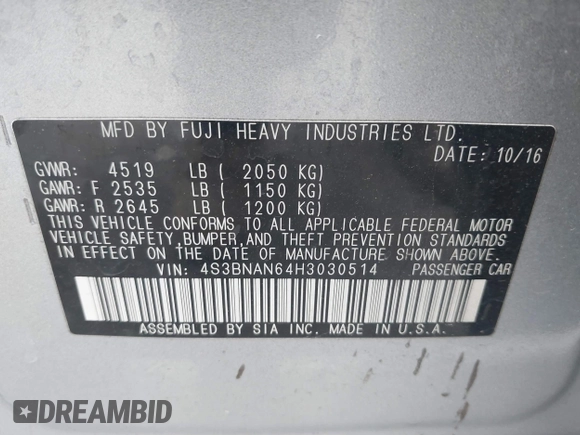 MFD BY FUJI HEAVY INDUSTRIES LTD.
DATE: 10/16
GVWR: 4519 LB ( 2050 KG)
GAWR: F 2535 LB ( 1150 KG)
GAWR: R 2645 LB ( 1200 KG)
THIS VEHICLE CONFORMS TO ALL APPLICABLE FEDERAL MOTOR
VEHICLE SAFETY, BUMPER, AND THEFT PREVENTION STANDARDS
IN EFFECT ON THE DATE OF MANUFACTURE SHOWN ABOVE.
VIN: 4S3BNAN64H3030514 PASSENGER CAR
ASSEMBLED BY SIA INC. MADE IN U.S.A.
DREAMBID